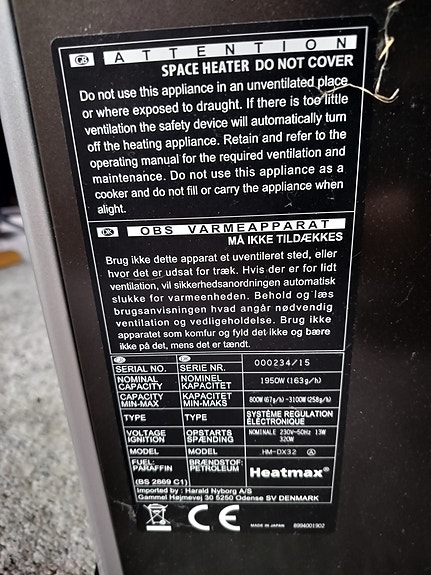 GB ATTENTION
SPACE HEATER DO NOT COVER
Do not use this appliance in an unventilated place
or where exposed to draught. If there is too little
ventilation the safety device will automatically turn
off the heating appliance. Retain and refer to the
operating manual for the required ventilation and
maintenance. Do not use this appliance as a
cooker and do not fill or carry the appliance when
alight.
DK OBS VARMEAPPARAT
MÅ IKKE TILDÆKKES
Brug ikke dette apparat et uventileret sted, eller
hvor det er udsat for træk. Hvis der er for lidt
ventilation, vil sikkerhedsanordningen automatisk
slukke for varmeenheden. Behold og læs
brugsanvisningen hvad angår nødvendig
ventilation og vedligeholdelse. Brug ikke
apparatet som komfur og fyld det ikke og bære
ikke på det, mens det er tændt.
GB DK
SERIAL NO. SERIE NR. 000234/15
NOMINAL CAPACITY NOMINEL KAPACITET 1950W (163g/h)
CAPACITY MIN-MAX KAPACITET MIN-MAKS 800W (67g/h) ~3100W (258g/h)
TYPE TYPE SYSTÈME REGULATION ÉLECTRONIQUE
VOLTAGE IGNITION OPSTARTS SPÆNDING NOMINALE 230V~50Hz 13W 320W
MODEL MODEL HM-DX32 A
FUEL: PARAFFIN BRÆNDSTOF: PETROLEUM Heatmax®
(BS 2869 C1)
Imported by : Harald Nyborg A/S
Gammel Højmevej 30 5250 Odense SV DENMARK
CE MADE IN JAPAN 8994001902